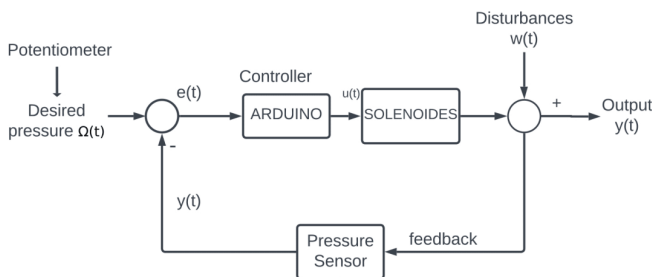 Disturbances
w(t)
Potentiometer
Controller
e(t)
u(t)
Desired
pressure Ω(t)
ARDUINO
SOLENOIDES
+
Output
y(t)
-
y(t)
feedback
Pressure
Sensor